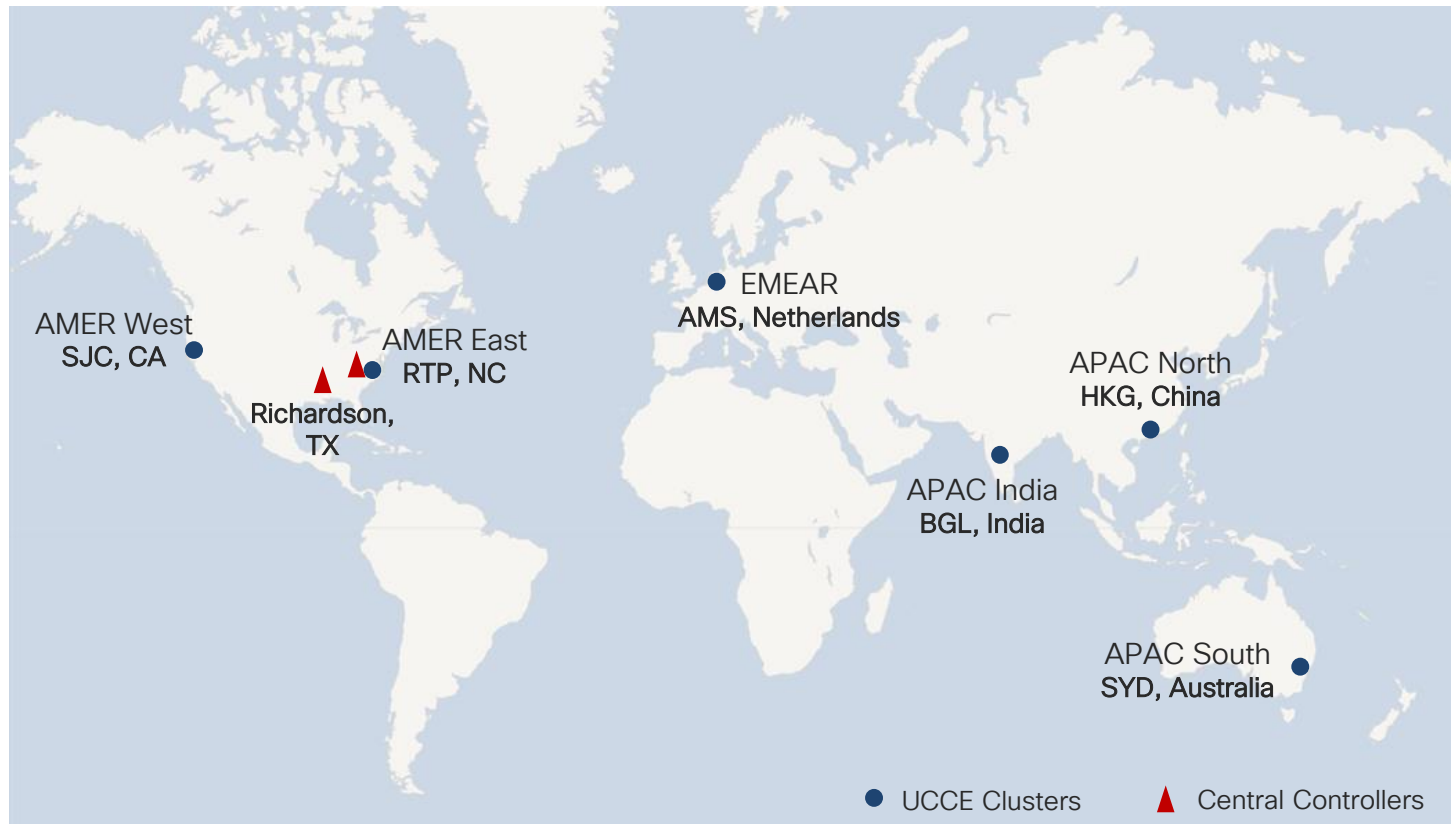 EMEAR
AMS, Netherlands
AMER West
SJC, CA
AMER East
RTP, NC
Richardson,
TX
APAC North
HKG, China
APAC India
BGL, India
APAC South
SYD, Australia
UCCE Clusters
Central Controllers